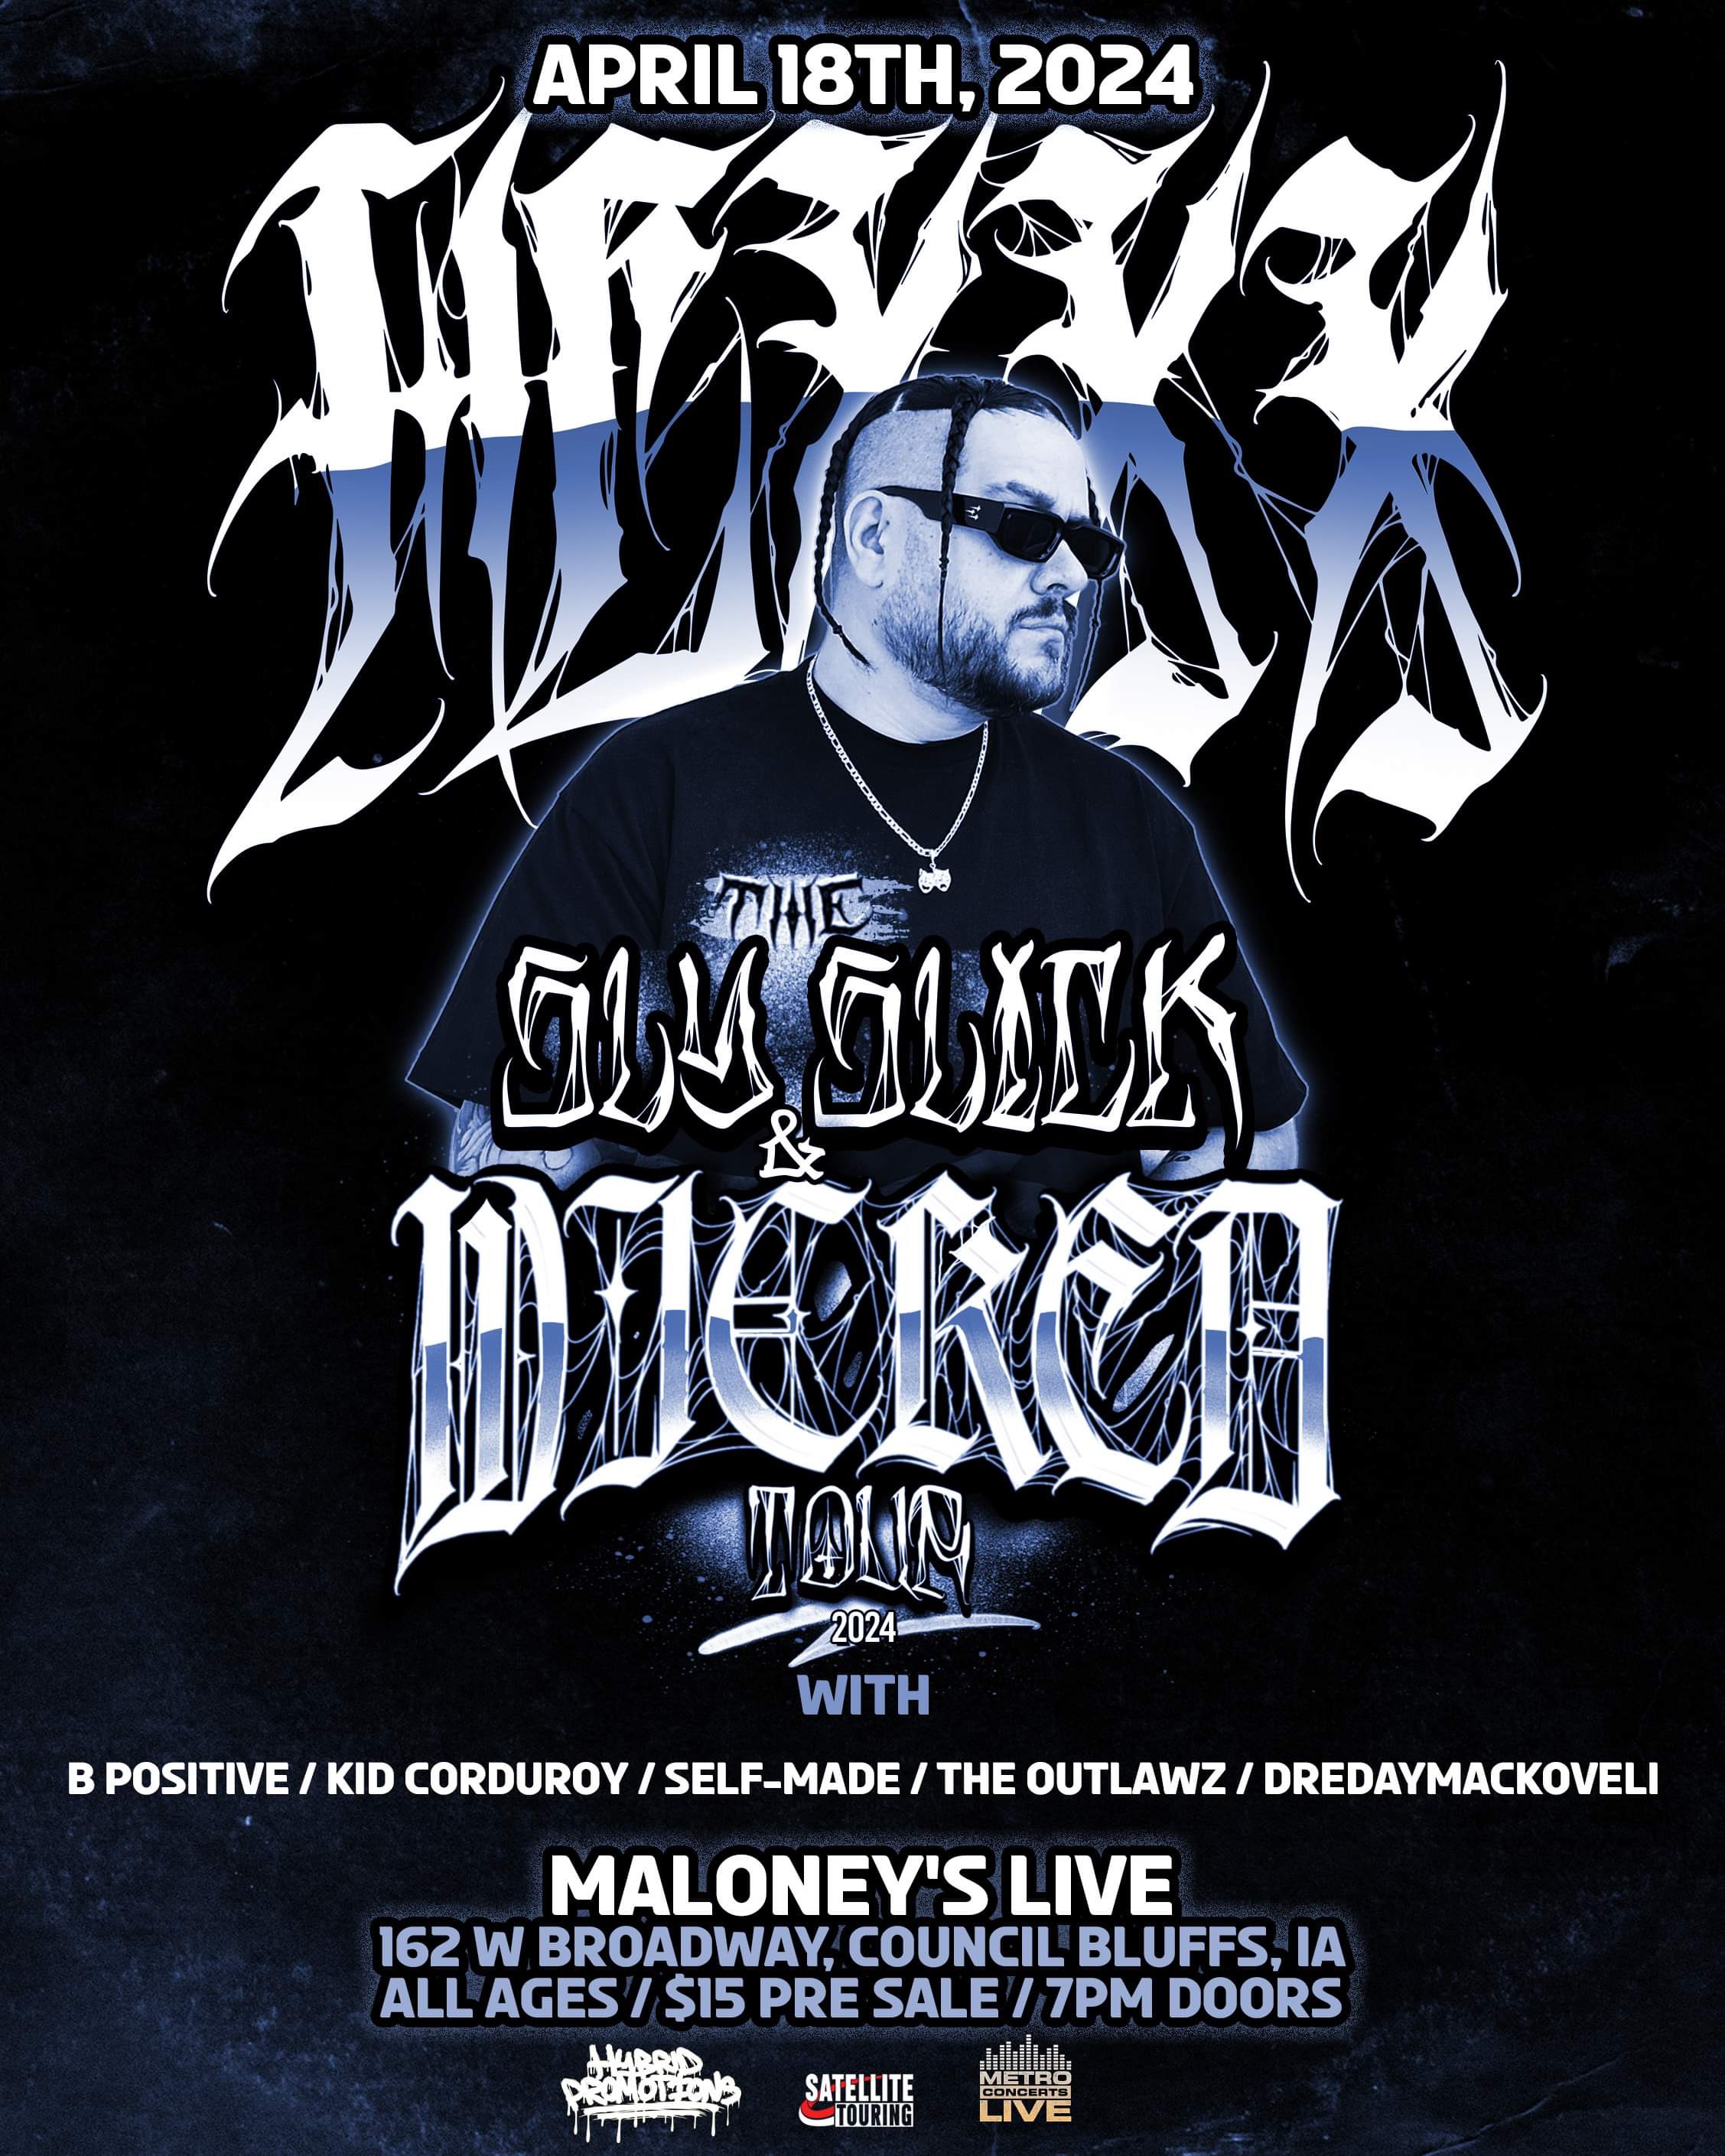 APRIL 18TH, 2024
THE
SLY SLICK
&
WICKED
TOUR
2024
WITH
B POSITIVE / KID CORDUROY / SELF-MADE / THE OUTLAWZ / DREDAYMACKOVELI
MALONEY'S LIVE
162 W BROADWAY, COUNCIL BLUFFS, IA
ALL AGES / $15 PRE SALE / 7PM DOORS
HYBRID
PROMOTIONS
SATELLITE
TOURING
METRO
CONCERTS
LIVE